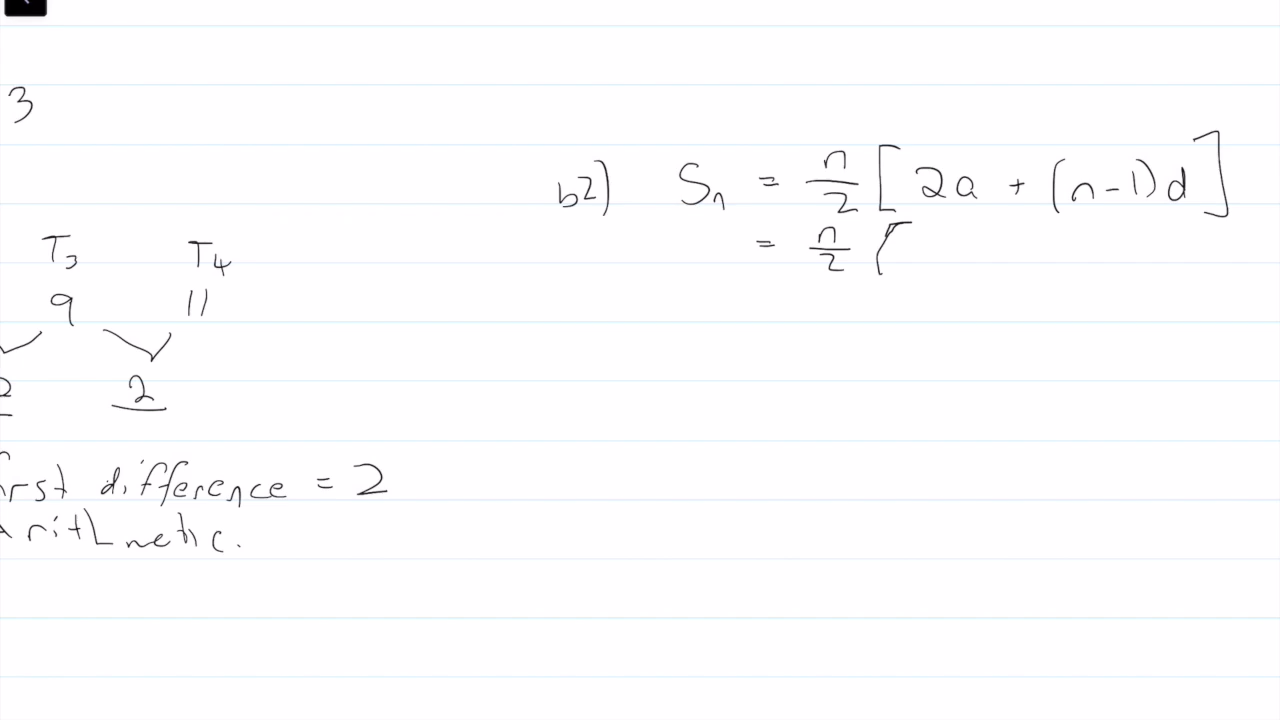 3
b2) Sₙ = n/2 [2a + (n-1)d]
= n/2 [
T₃ T₄
9 11
2 2
first difference = 2
Arithmetic.